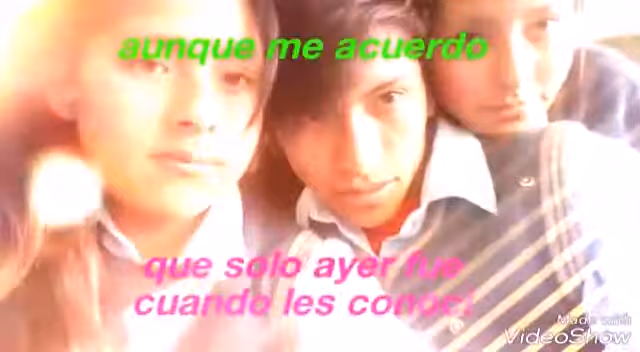 aunque me acuerdo
que solo ayer fue
cuando les conocí
Made with
VideoShow